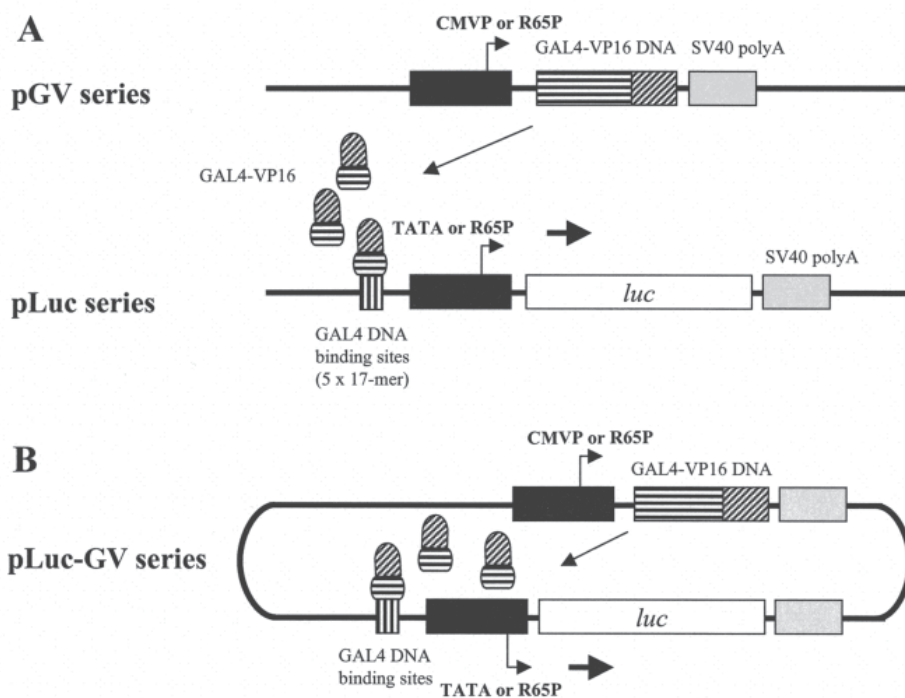 A
CMVP or R65P
GAL4-VP16 DNA
SV40 polyA
pGV series
GAL4-VP16
TATA or R65P
SV40 polyA
pLuc series
luc
GAL4 DNA
binding sites
(5 x 17-mer)
B
CMVP or R65P
GAL4-VP16 DNA
pLuc-GV series
luc
GAL4 DNA
binding sites
TATA or R65P